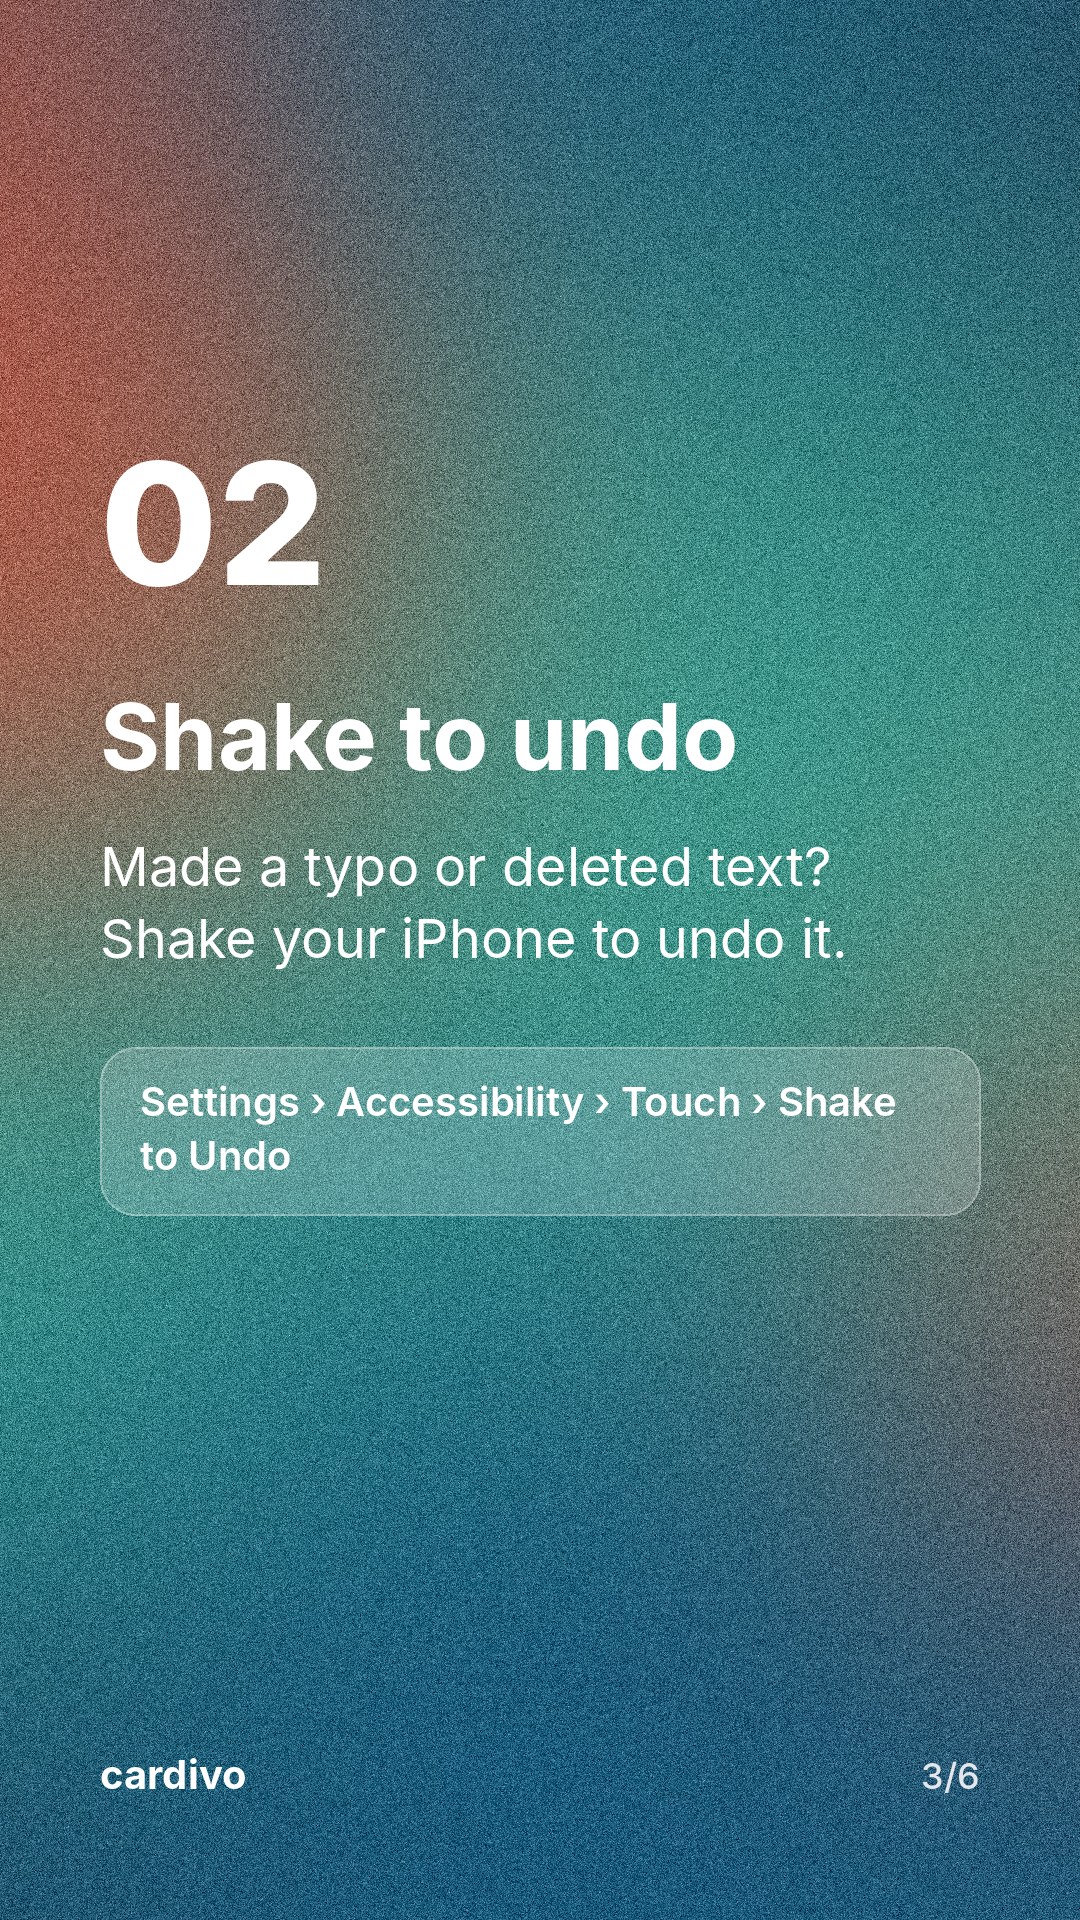 02
Shake to undo
Made a typo or deleted text?
Shake your iPhone to undo it.
Settings › Accessibility › Touch › Shake
to Undo
cardivo
3/6